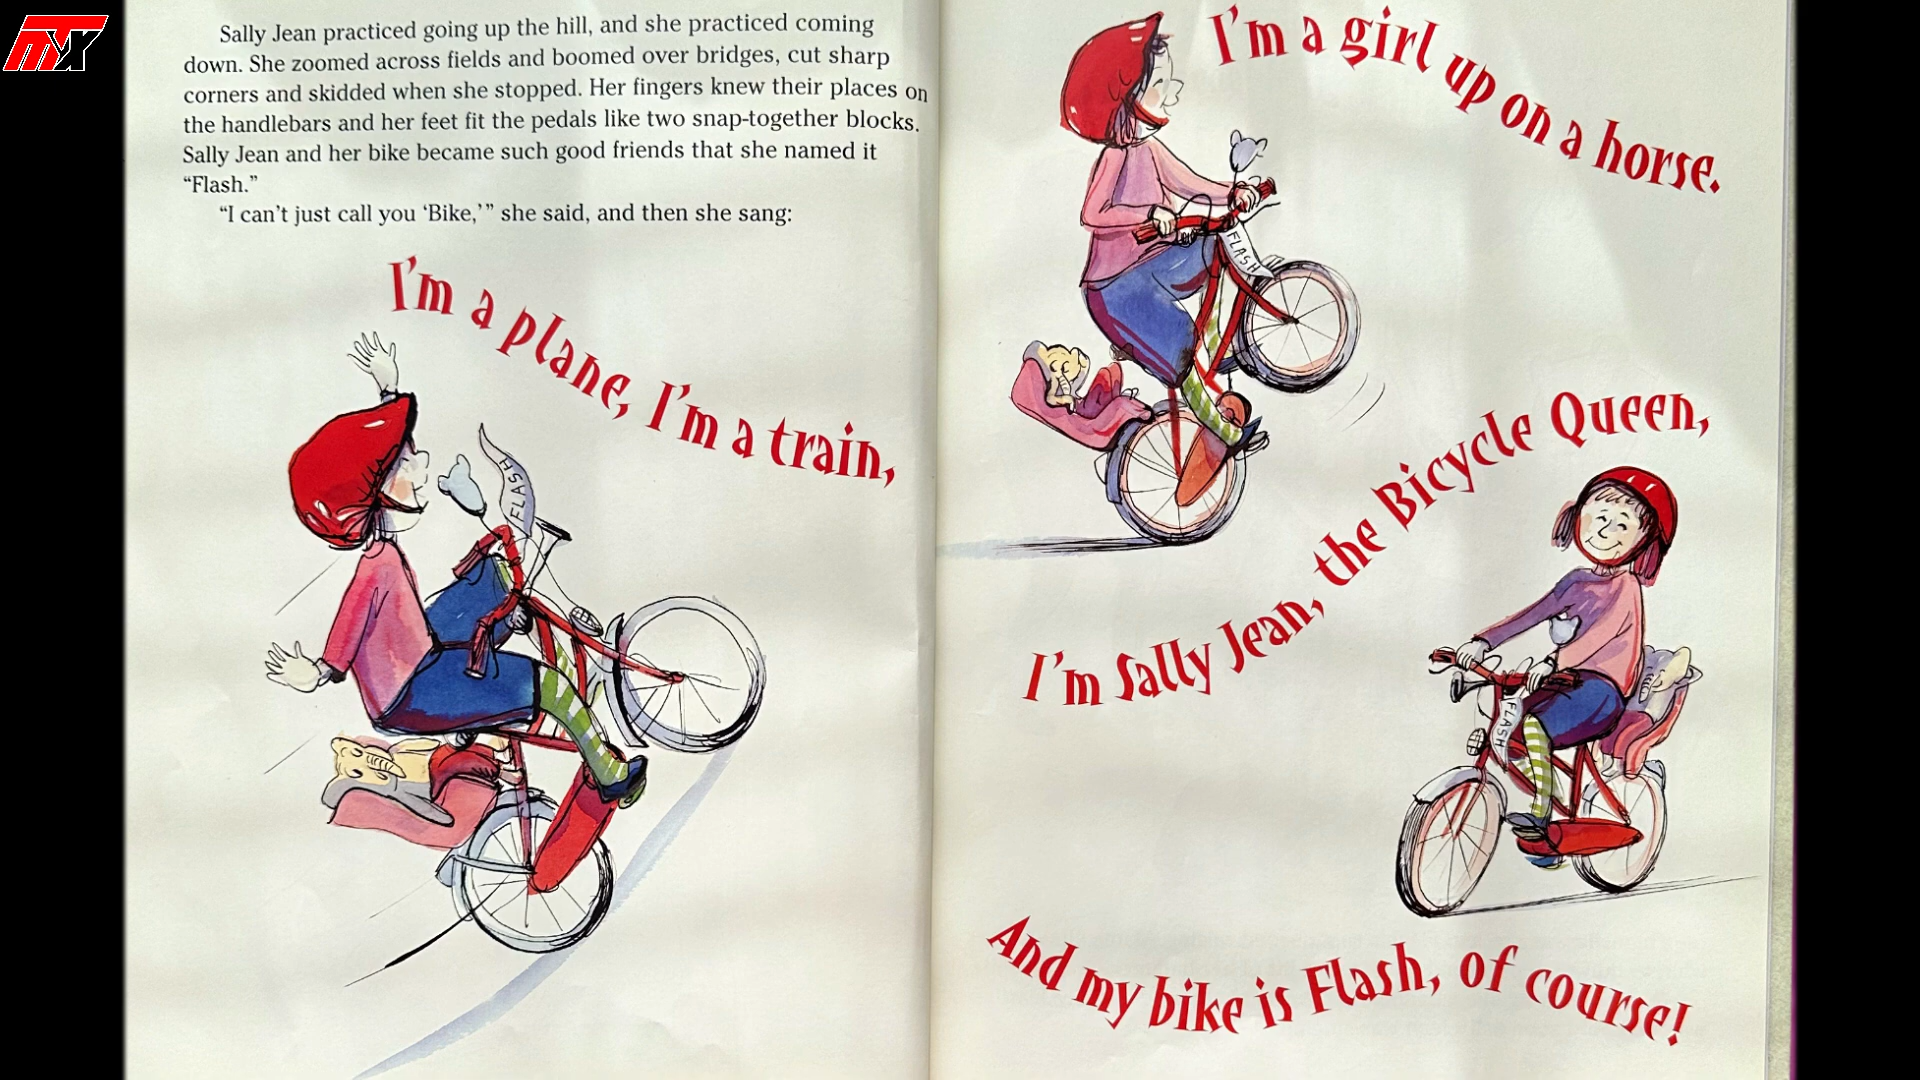 MYX
Sally Jean practiced going up the hill, and she practiced coming
down. She zoomed across fields and boomed over bridges, cut sharp
corners and skidded when she stopped. Her fingers knew their places on
the handlebars and her feet fit the pedals like two snap-together blocks.
Sally Jean and her bike became such good friends that she named it
“Flash.”
“I can’t just call you ‘Bike,’” she said, and then she sang:
I’m a plane, I’m a train,
FLASH
I’m a girl up on a horse.
FLASH
I’m Sally Jean, the Bicycle Queen,
FLASH
And my bike is Flash, of course!